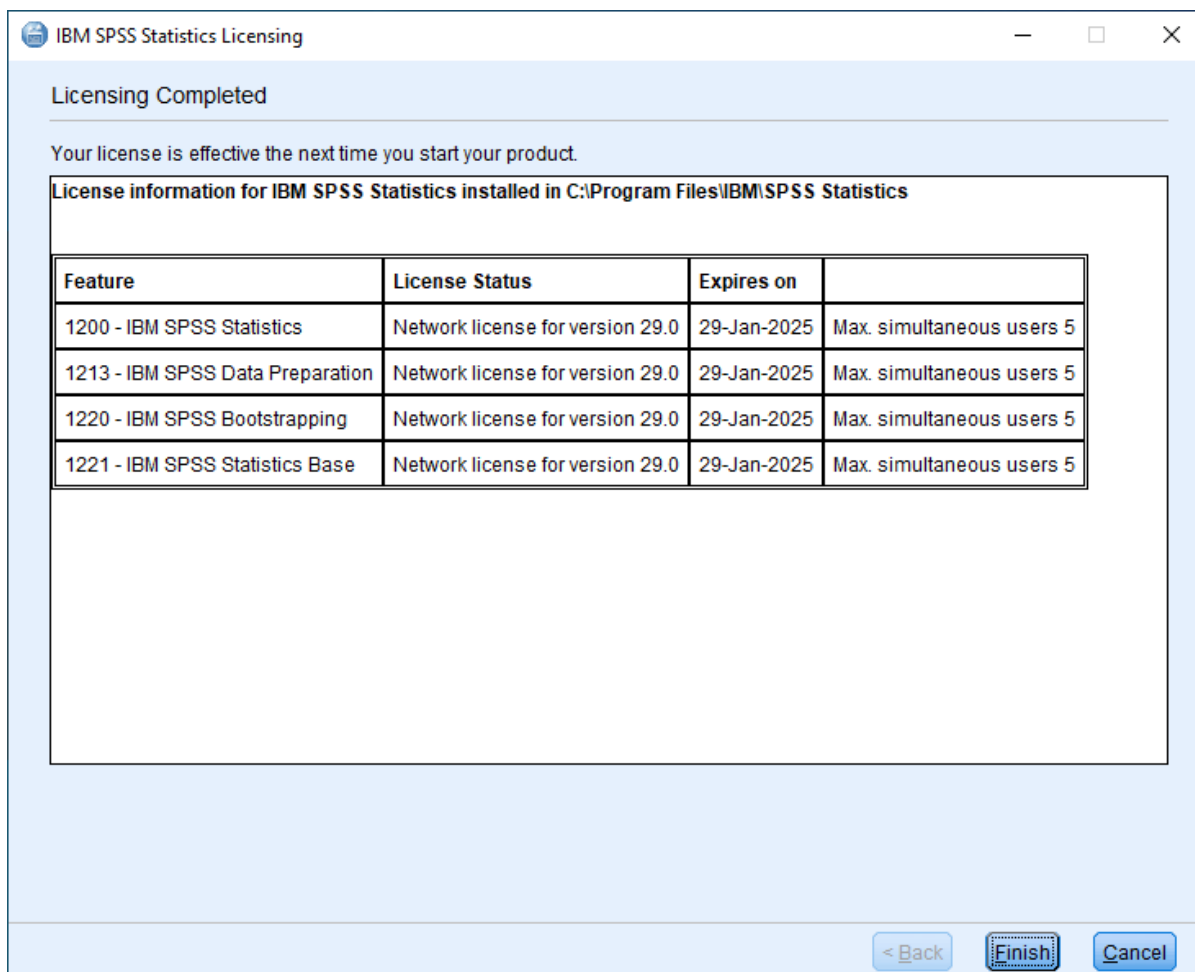 IBM SPSS Statistics Licensing
Licensing Completed
Your license is effective the next time you start your product.
License information for IBM SPSS Statistics installed in C:\Program Files\IBM\SPSS Statistics
Feature License Status Expires on
1200 - IBM SPSS Statistics Network license for version 29.0 29-Jan-2025 Max. simultaneous users 5
1213 - IBM SPSS Data Preparation Network license for version 29.0 29-Jan-2025 Max. simultaneous users 5
1220 - IBM SPSS Bootstrapping Network license for version 29.0 29-Jan-2025 Max. simultaneous users 5
1221 - IBM SPSS Statistics Base Network license for version 29.0 29-Jan-2025 Max. simultaneous users 5
< Back Finish Cancel